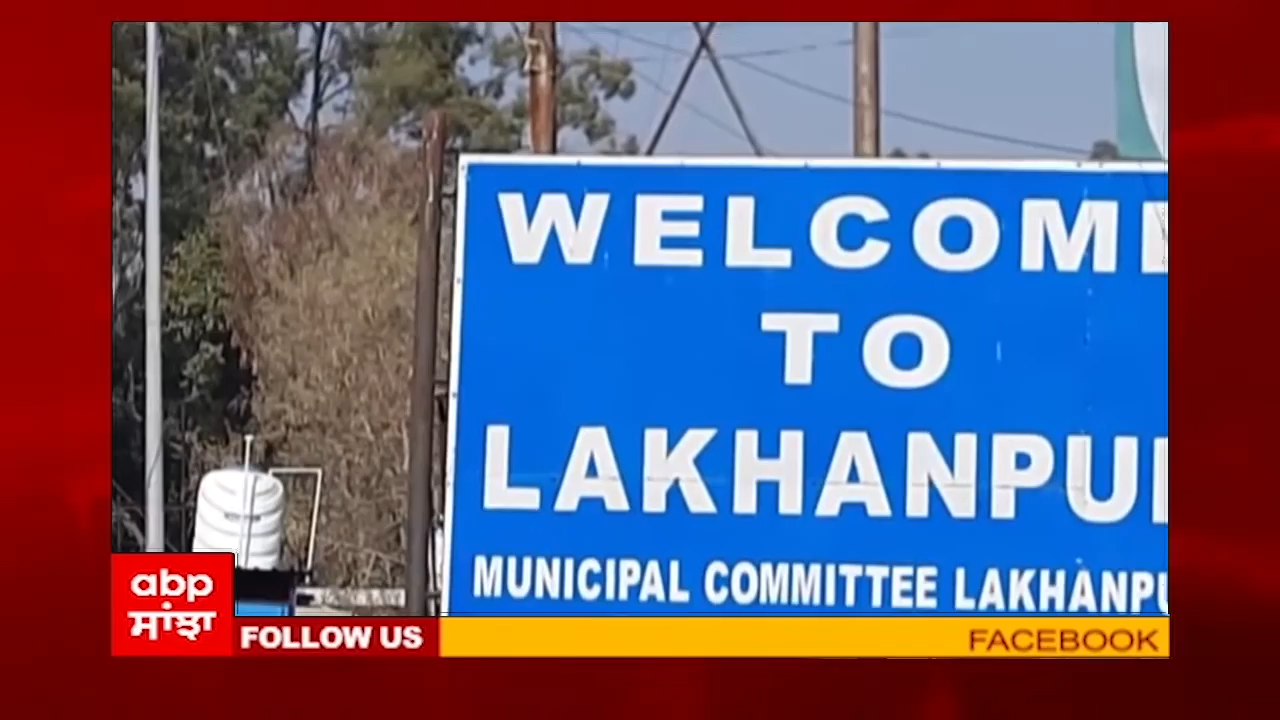 WELCOM
TO
LAKHANPU
MUNICIPAL COMMITTEE LAKHANPU
abp
ਸਾਂਝਾ
FOLLOW US
FACEBOOK